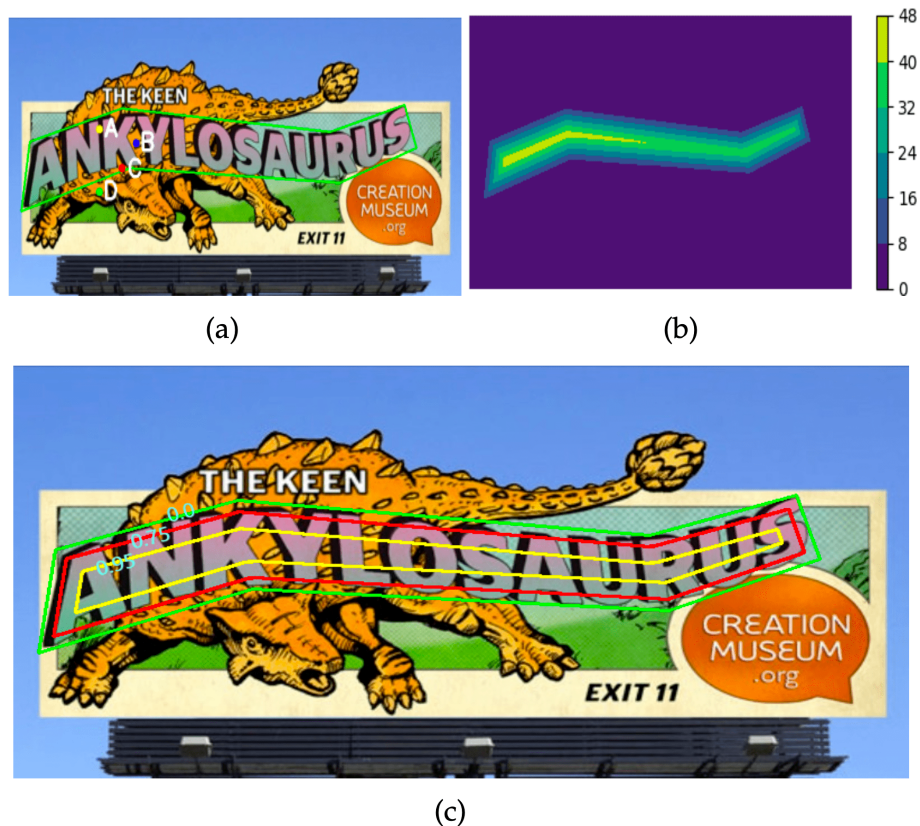 THE KEEN
ANKYLOSAURUS
A
B
C
D
CREATION
MUSEUM
.org
EXIT 11
48
40
32
24
16
8
0
(a)
(b)
THE KEEN
0.0
0.75
0.95
ANKYLOSAURUS
CREATION
MUSEUM
.org
EXIT 11
(c)